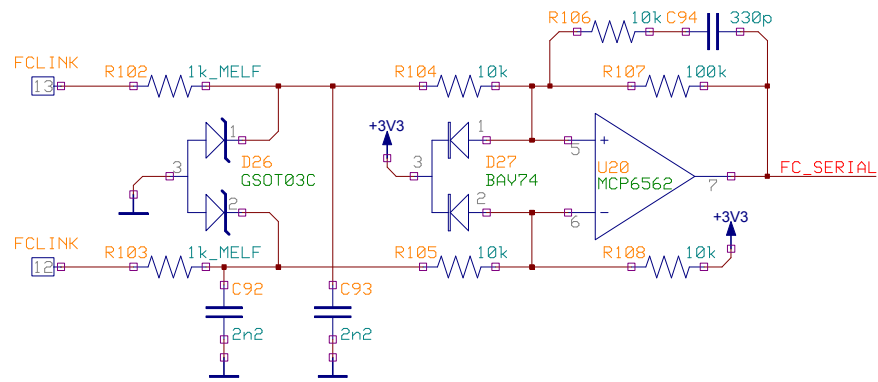 R106 10k C94 330p
FCLINK
13 R102 1k_MELF R104 10k R107 100k
+3V3
1 1 +
3 D26 3 D27 5 U20
GSOT03C BAV74 MCP6562 7 FC_SERIAL
2 2 - 6
+3V3
FCLINK
12 R103 1k_MELF R105 10k R108 10k
C92 C93
2n2 2n2